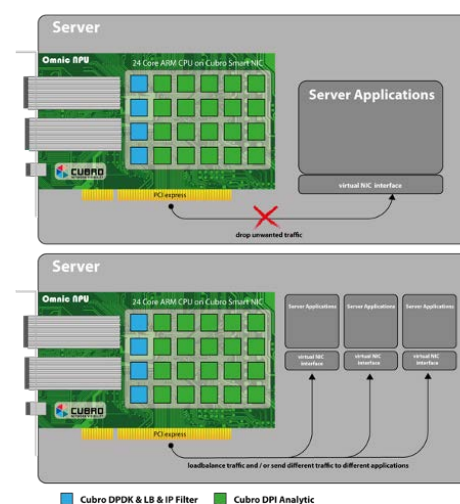 Server
Omnic NPU
24 Core ARM CPU on Cubro Smart NIC
Server Applications
virtual NIC interface
CUBRO
PCI express
drop unwanted traffic
Server
Omnic NPU
24 Core ARM CPU on Cubro Smart NIC
Server Applications
Server Applications
Server Applications
virtual NIC
interface
virtual NIC
interface
virtual NIC
interface
CUBRO
PCI express
loadbalance traffic and / or send different traffic to different applications
Cubro DPDK & LB & IP Filter
Cubro DPI Analytic